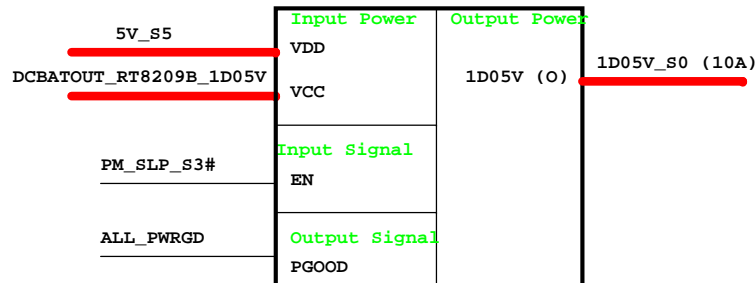 5V_S5
DCBATOUT_RT8209B_1D05V
PM_SLP_S3#
ALL_PWRGD
Input Power
VDD
VCC
Input Signal
EN
Output Signal
PGOOD
Output Power
1D05V (O)
1D05V_S0 (10A)